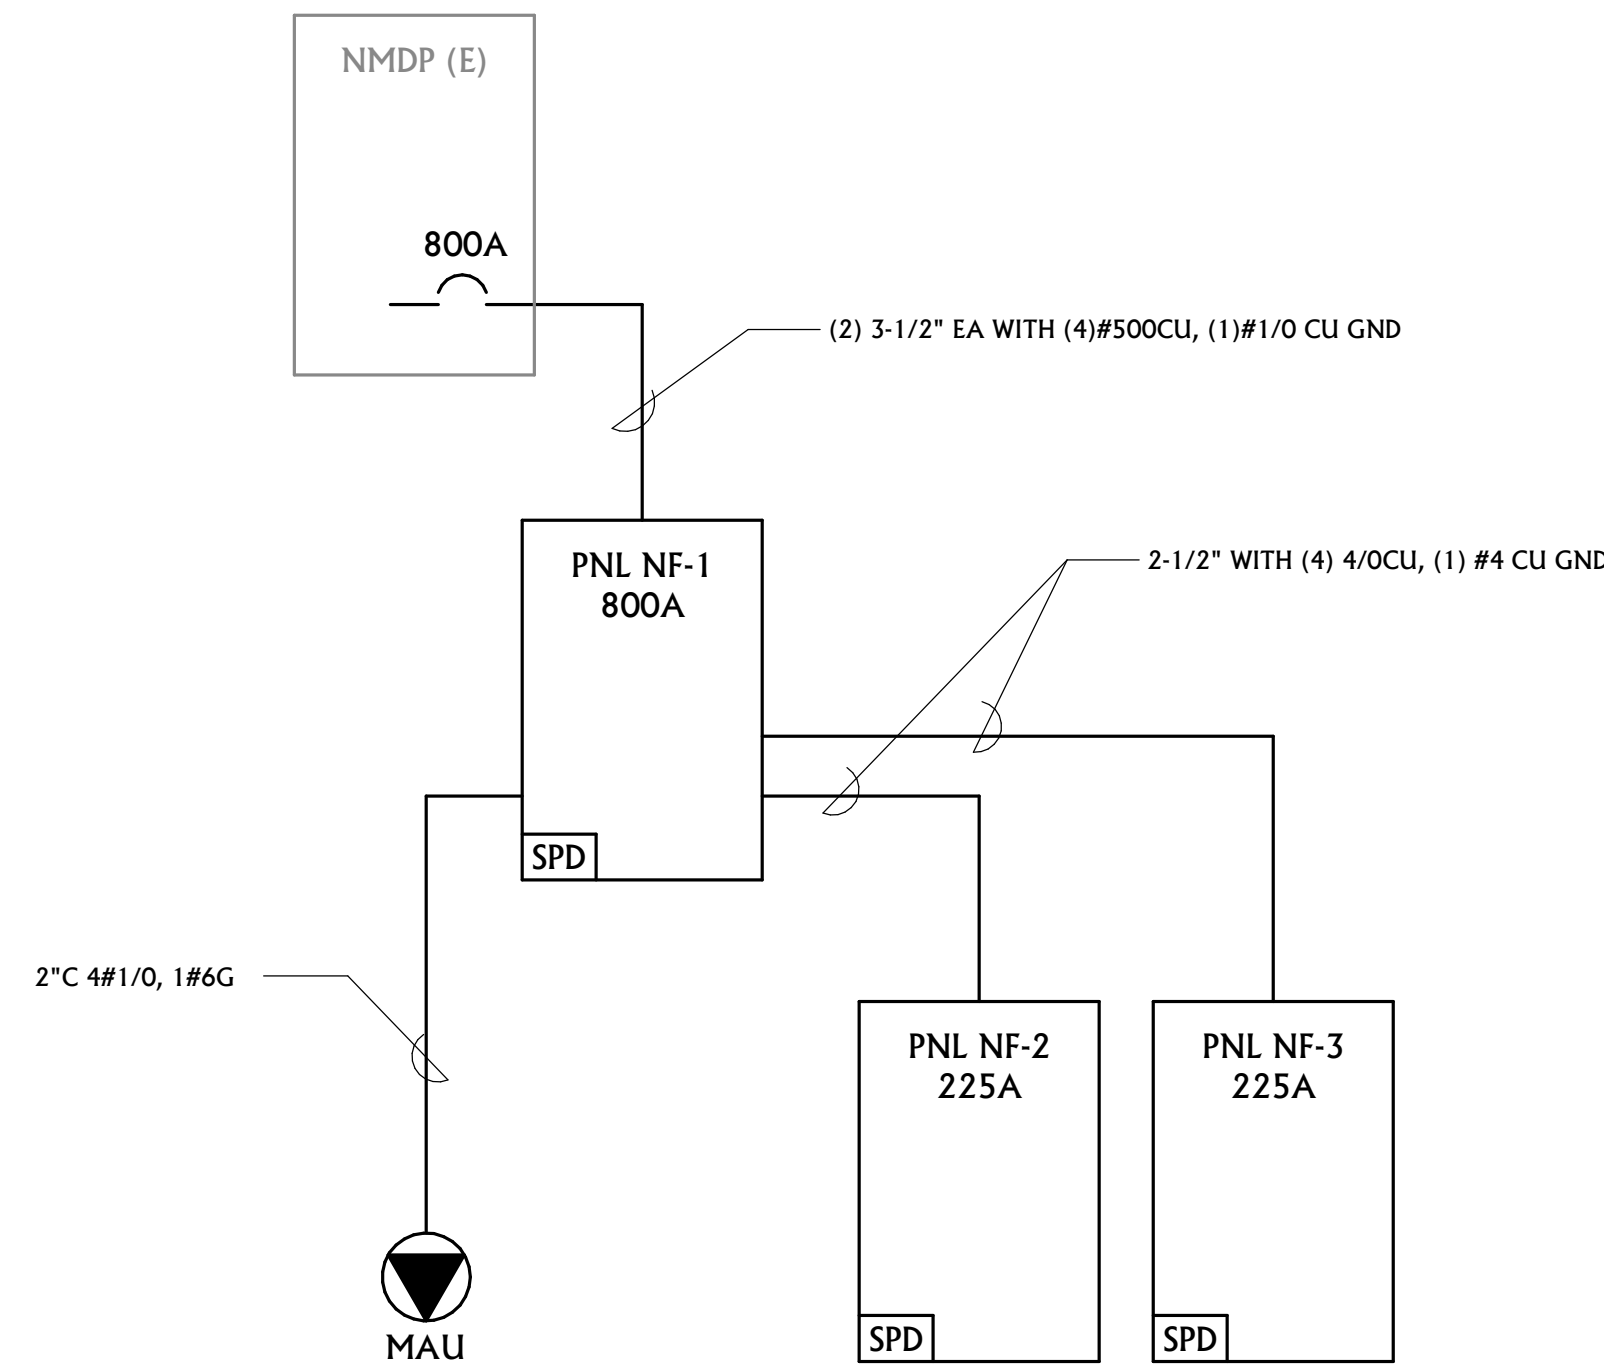 NMDP (E)
800A
(2) 3-1/2" EA WITH (4)#500CU, (1)#1/0 CU GND
PNL NF-1
800A
2-1/2" WITH (4) 4/0CU, (1) #4 CU GND
SPD
2"C 4#1/0, 1#6G
PNL NF-2
225A
PNL NF-3
225A
SPD
SPD
MAU